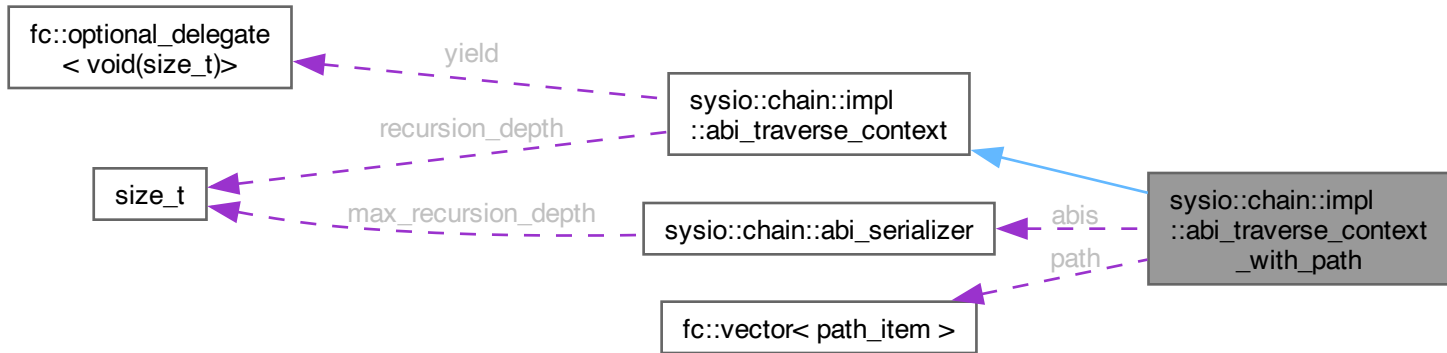 fc::optional_delegate
< void(size_t)>
yield
sysio::chain::impl
::abi_traverse_context
recursion_depth
size_t
max_recursion_depth
sysio::chain::abi_serializer
abis
sysio::chain::impl
::abi_traverse_context
_with_path
path
fc::vector< path_item >